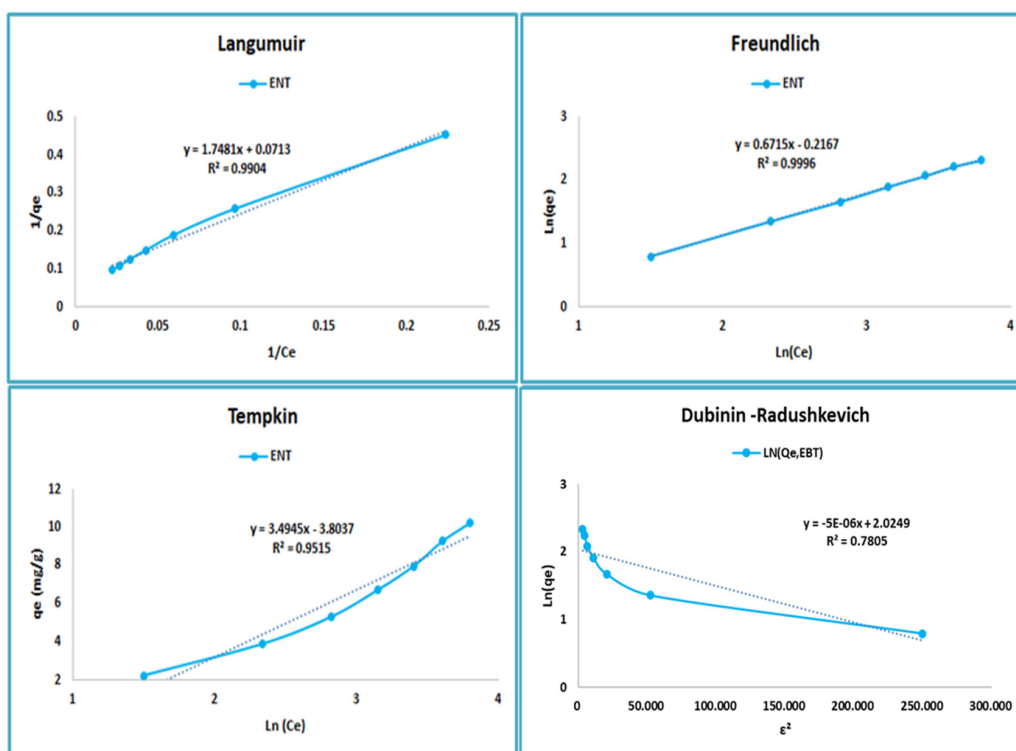 Langumuir
ENT
y = 1.7481x + 0.0713
R² = 0.9904
0.5
0.4
0.3
0.2
0.1
0
1/qe
0 0.05 0.1 0.15 0.2 0.25
1/Ce
Freundlich
ENT
y = 0.6715x - 0.2167
R² = 0.9996
3
2
1
0
Ln(qe)
1 2 3 4
Ln(Ce)
Tempkin
ENT
y = 3.4945x - 3.8037
R² = 0.9515
12
10
8
6
4
2
qe (mg/g)
1 2 3 4
Ln (Ce)
Dubinin -Radushkevich
LN(Qe,EBT)
y = -5E-06x + 2.0249
R² = 0.7805
3
2
1
0
Ln(qe)
0 50.000 100.000 150.000 200.000 250.000 300.000
ε²